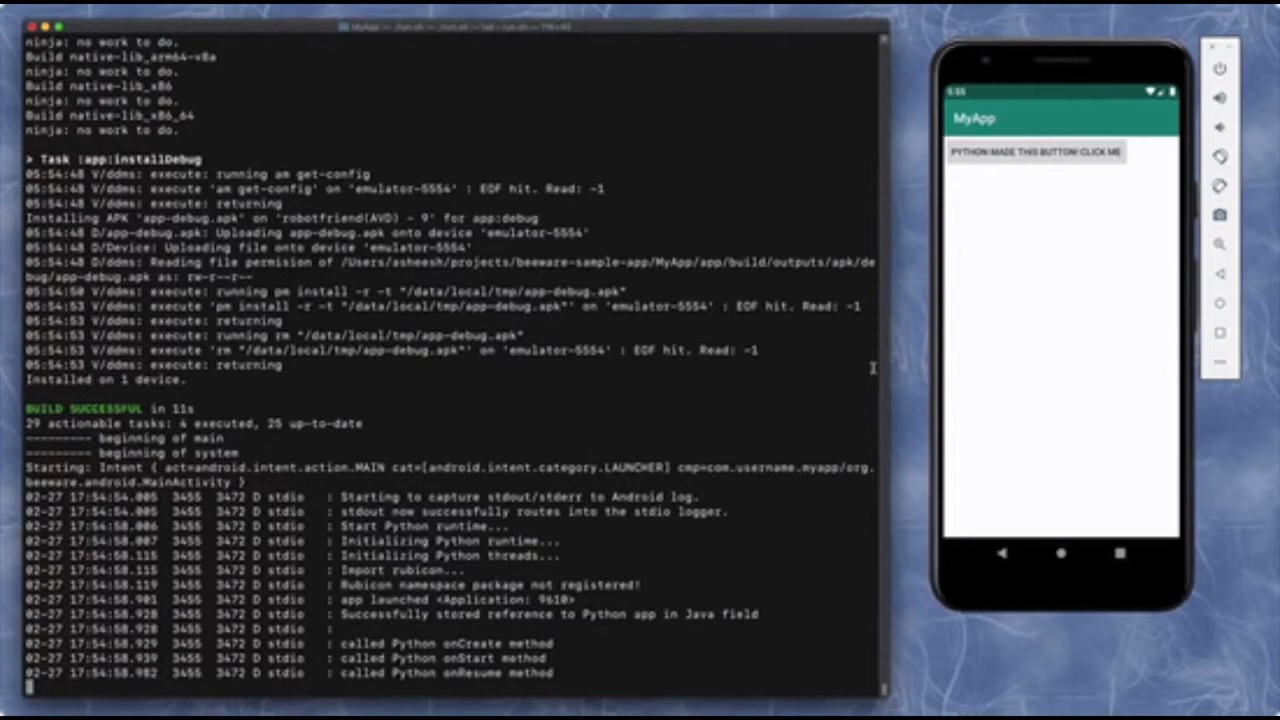 ninja: no work to do.
Build native-lib_arm64-v8a
ninja: no work to do.
Build native-lib_x86
ninja: no work to do.
Build native-lib_x86_64
ninja: no work to do.
> Task :app:installDebug
05:54:48 V/ddms: execute: running am get-config
05:54:48 V/ddms: execute 'am get-config' on 'emulator-5554' : EOF hit. Read: -1
05:54:48 V/ddms: execute: returning
Installing APK 'app-debug.apk' on 'robotfriend(AVD) - 9' for app:debug
05:54:48 D/app-debug.apk: Uploading app-debug.apk onto device 'emulator-5554'
05:54:48 D/Device: Uploading file onto device 'emulator-5554'
05:54:48 D/ddms: Reading file permision of /Users/asheesh/projects/beeware-sample-app/MyApp/app/build/outputs/apk/de
bug/app-debug.apk as: rw-r--r--
05:54:50 V/ddms: execute: running pm install -r -t "/data/local/tmp/app-debug.apk"
05:54:53 V/ddms: execute 'pm install -r -t "/data/local/tmp/app-debug.apk"' on 'emulator-5554' : EOF hit. Read: -1
05:54:53 V/ddms: execute: returning
05:54:53 V/ddms: execute: running rm "/data/local/tmp/app-debug.apk"
05:54:53 V/ddms: execute 'rm "/data/local/tmp/app-debug.apk"' on 'emulator-5554' : EOF hit. Read: -1
05:54:53 V/ddms: execute: returning
Installed on 1 device.
BUILD SUCCESSFUL in 11s
29 actionable tasks: 4 executed, 25 up-to-date
--------- beginning of main
--------- beginning of system
Starting: Intent { act=android.intent.action.MAIN cat=[android.intent.category.LAUNCHER] cmp=com.username.myapp/org.
beeware.android.MainActivity }
02-27 17:54:54.005  3455  3472 D stdio   : Starting to capture stdout/stderr to Android log.
02-27 17:54:54.005  3455  3472 D stdio   : stdout now successfully routes into the stdio logger.
02-27 17:54:58.006  3455  3472 D stdio   : Start Python runtime...
02-27 17:54:58.007  3455  3472 D stdio   : Initializing Python runtime...
02-27 17:54:58.115  3455  3472 D stdio   : Initializing Python threads...
02-27 17:54:58.115  3455  3472 D stdio   : Import rubicon...
02-27 17:54:58.119  3455  3472 D stdio   : Rubicon namespace package not registered!
02-27 17:54:58.901  3455  3472 D stdio   : app launched <Application: 9610>
02-27 17:54:58.928  3455  3472 D stdio   : Successfully stored reference to Python app in Java field
02-27 17:54:58.928  3455  3472 D stdio   :
02-27 17:54:58.929  3455  3472 D stdio   : called Python onCreate method
02-27 17:54:58.939  3455  3472 D stdio   : called Python onStart method
02-27 17:54:58.982  3455  3472 D stdio   : called Python onResume method
5:55
MyApp
PYTHON MADE THIS BUTTON! CLICK ME